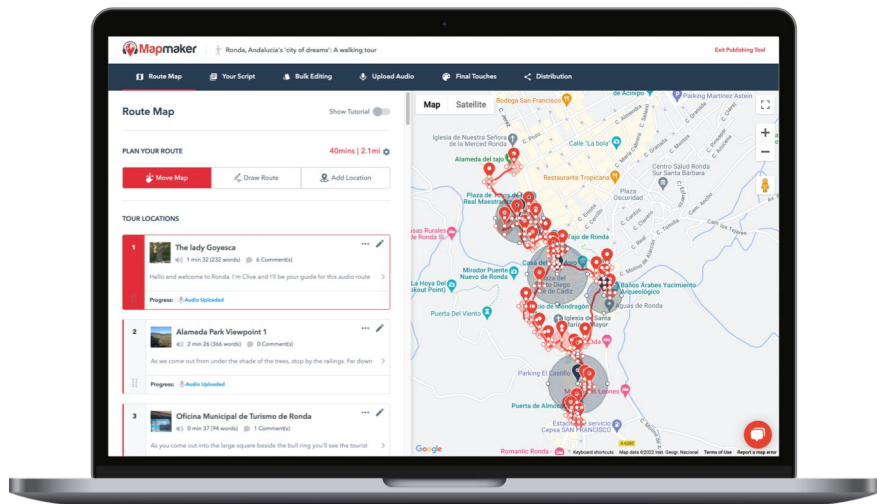 Mapmaker
Ronda, Andalucia's 'city of dreams': A walking tour
Exit Publishing Tool
Route Map
Your Script
Bulk Editing
Upload Audio
Final Touches
Distribution
Route Map
Show Tutorial
PLAN YOUR ROUTE
40mins | 2.1mi
Move Map
Draw Route
Add Location
TOUR LOCATIONS
1
The lady Goyesca
1 min 32 (232 words)
6 Comment(s)
Hello and welcome to Ronda. I'm Clive and I'll be your guide for this audio route
Progress:
Audio Uploaded
2
Alameda Park Viewpoint 1
2 min 26 (366 words)
0 Comment(s)
As we come out from under the shade of the trees, stop by the railings. Far down
Progress:
Audio Uploaded
3
Oficina Municipal de Turismo de Ronda
0 min 37 (94 words)
1 Comment(s)
As you come out into the large square beside the bull ring you'll see the tourist
Map
Satellite
de Acinipo
Parking Martínez Astein
Bodega San Francisco
Iglesia de Nuestra Señora
de la Merced Ronda
Calle "La bola"
Alameda del tajo
Centro Salud Ronda
Sur Santa Bárbara
Restaurante Tropicana
Plaza
Oscuridad
Real Maestranza
Tajo de Ronda
Mirador Puente
Nuevo de Ronda
La Hoya Del
Baños Árabes Yacimiento
Arqueológico
Aguas de Ronda
Puerta Del Viento
Iglesia de Santa
Parking El Castillo
Puerta de Almocábar
Cepsa SAN FRANCISCO
A-6300
Romantic Ronda
Google
Keyboard shortcuts
Map data ©2022 Inst. Geogr. Nacional
Terms of Use
Report a map error